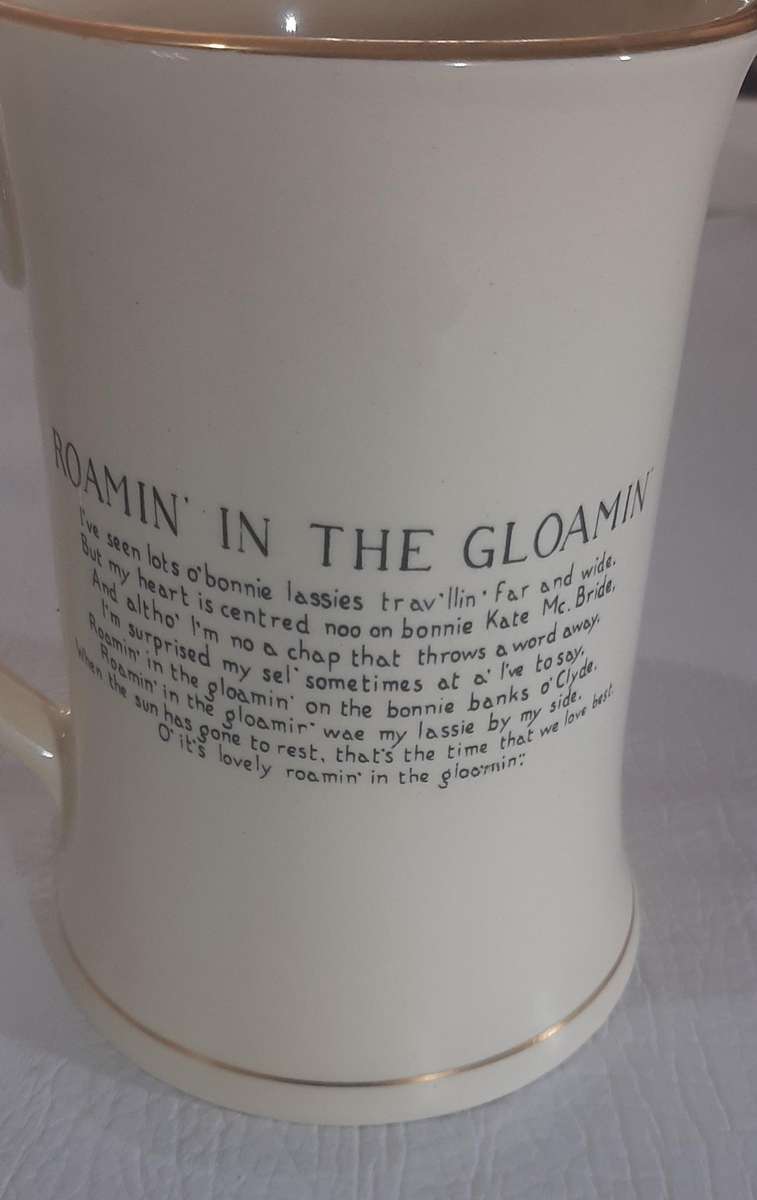 ROAMIN' IN THE GLOAMIN'
I've seen lots o' bonnie lassies trav'llin' far and wide,
But my heart is centred noo on bonnie Kate Mc. Bride,
And altho' I'm no a chap that throws a word away,
I'm surprised my sel' sometimes at a' I've to say,
Roamin' in the gloamin' on the bonnie banks o' Clyde.
Roamin' in the gloamin' wae my lassie by my side.
When the sun has gone to rest, that's the time that we love best.
O' it's lovely roamin' in the gloamin'."